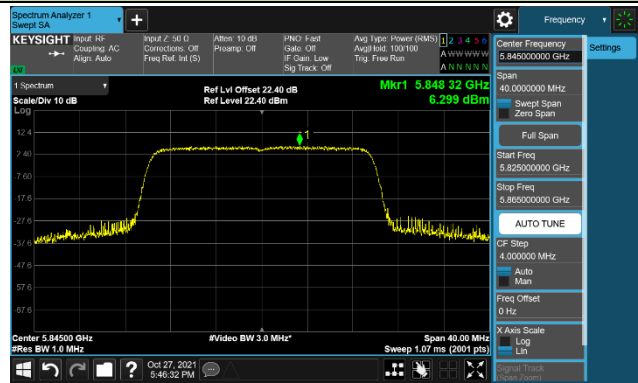 Spectrum Analyzer 1
Swept SA
Frequency
KEYSIGHT
Input: RF
Coupling: AC
Align: Auto
Input Z: 50 Ω
Corrections: Off
Freq Ref: Int (S)
Atten: 10 dB
Preamp: Off
PNO: Fast
Gate: Off
IF Gain: Low
Sig Track: Off
Avg Type: Power (RMS)
Avg|Hold: 100/100
Trig: Free Run
1 2 3 4 5 6
A W W W W W
A N N N N N
LW
1 Spectrum
Scale/Div 10 dB
Log
Ref Lvl Offset 22.40 dB
Ref Level 22.40 dBm
Mkr1 5.848 32 GHz
6.299 dBm
12.4
2.40
-7.60
-17.6
-27.6
-37.6
-47.6
-57.6
-67.6
1
Center 5.84500 GHz
#Res BW 1.0 MHz
#Video BW 3.0 MHz*
Span 40.00 MHz
Sweep 1.07 ms (2001 pts)
Oct 27, 2021
5:46:32 PM
Center Frequency
5.845000000 GHz
Settings
Span
40.0000000 MHz
Swept Span
Zero Span
Full Span
Start Freq
5.825000000 GHz
Stop Freq
5.865000000 GHz
AUTO TUNE
CF Step
4.000000 MHz
Auto
Man
Freq Offset
0 Hz
X Axis Scale
Log
Lin
Signal Track
(Span Zoom)